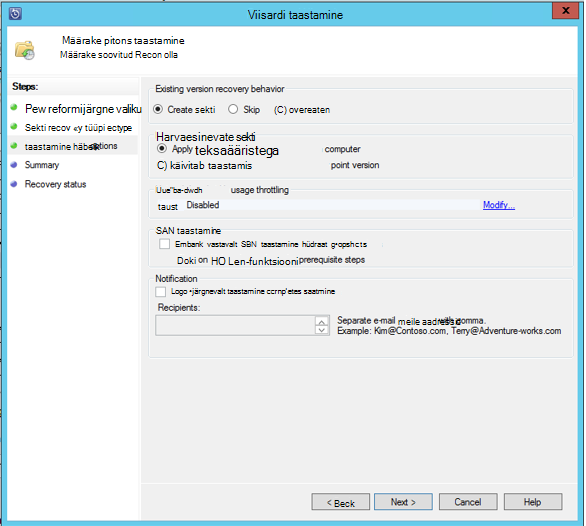 Viisardi taastamine
x
Määrake pitons taastamine
Määrake soovitud Recon olla
Steps:
Pew reformijärgne valiku
Sekti recov «y tüüpi ectype
taastamine häbek ptions
Summary
Recovery status
Existing version recovery behavior
Create sekti Skip (C) overeaten
Harvaesinevate sekti
Apply teksaääristega computer
C) käivitab taastamis point version
Uue"ba-dwdh usage throttling
taust Disabled Modify...
SAN taastamine
Embank vastavalt SBN taastamine hüdraat g•opshcts
Doki on HO Len-funktsiooni prerequisite steps
Notification
Logo •järgnevalt taastamine ccrnp'etes saatmine
Recipients:
Separate e-mail meile aadressid with comma.
Example: Kim@Contoso.com, Terry@Adventure-works.com
< Beck Next > Cancel Help